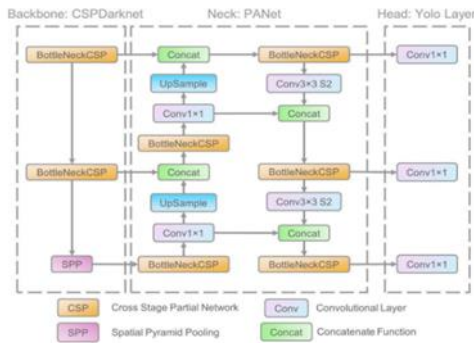 Backbone: CSPDarknet Neck: PANet Head: Yolo Layer
BottleNeckCSP Concat BottleNeckCSP Conv1×1
UpSample Conv3×3 S2
Conv1×1 Concat
BottleNeckCSP
BottleNeckCSP Concat BottleNeckCSP Conv1×1
UpSample Conv3×3 S2
Conv1×1 Concat
SPP BottleNeckCSP BottleNeckCSP Conv1×1
CSP Cross Stage Partial Network Conv Convolutional Layer
SPP Spatial Pyramid Pooling Concat Concatenate Function